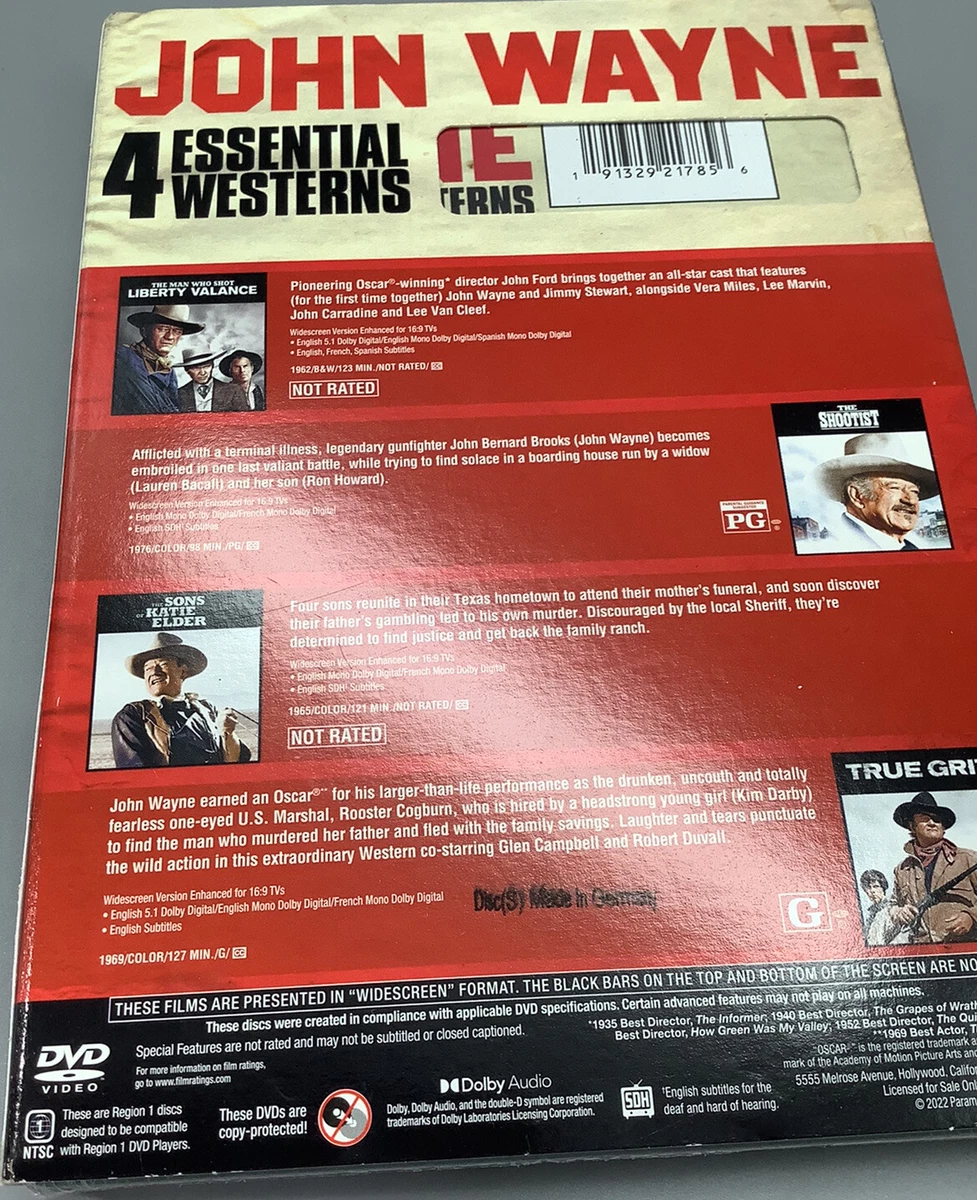 JOHN WAYNE
4 ESSENTIAL
WESTERNS
1 91329 21785 6
THE MAN WHO SHOT
LIBERTY VALANCE
Pioneering Oscar®-winning* director John Ford brings together an all-star cast that features
(for the first time together) John Wayne and Jimmy Stewart, alongside Vera Miles, Lee Marvin,
John Carradine and Lee Van Cleef.
Widescreen Version Enhanced for 16:9 TVs
• English 5.1 Dolby Digital/English Mono Dolby Digital/Spanish Mono Dolby Digital
• English, French, Spanish Subtitles
1962/B&W/123 MIN./NOT RATED/ CC
NOT RATED
THE
SHOOTIST
Afflicted with a terminal illness, legendary gunfighter John Bernard Brooks (John Wayne) becomes
embroiled in one last valiant battle, while trying to find solace in a boarding house run by a widow
(Lauren Bacall) and her son (Ron Howard).
Widescreen Version Enhanced for 16:9 TVs
• English Mono Dolby Digital/French Mono Dolby Digital
• English SDH† Subtitles
1976/COLOR/98 MIN./PG/ CC
PARENTAL GUIDANCE SUGGESTED
PG
THE SONS
OF KATIE
ELDER
Four sons reunite in their Texas hometown to attend their mother's funeral, and soon discover
their father's gambling led to his own murder. Discouraged by the local Sheriff, they're
determined to find justice and get back the family ranch.
Widescreen Version Enhanced for 16:9 TVs
• English Mono Dolby Digital/French Mono Dolby Digital
• English SDH† Subtitles
1965/COLOR/121 MIN./NOT RATED/ CC
NOT RATED
TRUE GRI
John Wayne earned an Oscar®** for his larger-than-life performance as the drunken, uncouth and totally
fearless one-eyed U.S. Marshal, Rooster Cogburn, who is hired by a headstrong young girl (Kim Darby)
to find the man who murdered her father and fled with the family savings. Laughter and tears punctuate
the wild action in this extraordinary Western co-starring Glen Campbell and Robert Duvall.
Widescreen Version Enhanced for 16:9 TVs
• English 5.1 Dolby Digital/English Mono Dolby Digital/French Mono Dolby Digital
• English Subtitles
Disc(S) Made In Germany
G
1969/COLOR/127 MIN./G/ CC
THESE FILMS ARE PRESENTED IN “WIDESCREEN” FORMAT. THE BLACK BARS ON THE TOP AND BOTTOM OF THE SCREEN ARE NO
These discs were created in compliance with applicable DVD specifications. Certain advanced features may not play on all machines.
Special Features are not rated and may not be subtitled or closed captioned.
*1935 Best Director, The Informer; 1940 Best Director, The Grapes of Wrat
Best Director, How Green Was My Valley; 1952 Best Director, The Qui
**1969 Best Actor,
"OSCAR®" is the registered trademark a
mark of the Academy of Motion Picture Arts an
5555 Melrose Avenue, Hollywood, Califor
Licensed for Sale On
© 2022 Param
DVD
VIDEO
For more information on film ratings,
go to www.filmratings.com
1
NTSC
These are Region 1 discs
designed to be compatible
with Region 1 DVD Players.
These DVDs are
copy-protected!
Dolby Audio
Dolby, Dolby Audio, and the double-D symbol are registered
trademarks of Dolby Laboratories Licensing Corporation.
SDH
†English subtitles for the
deaf and hard of hearing.